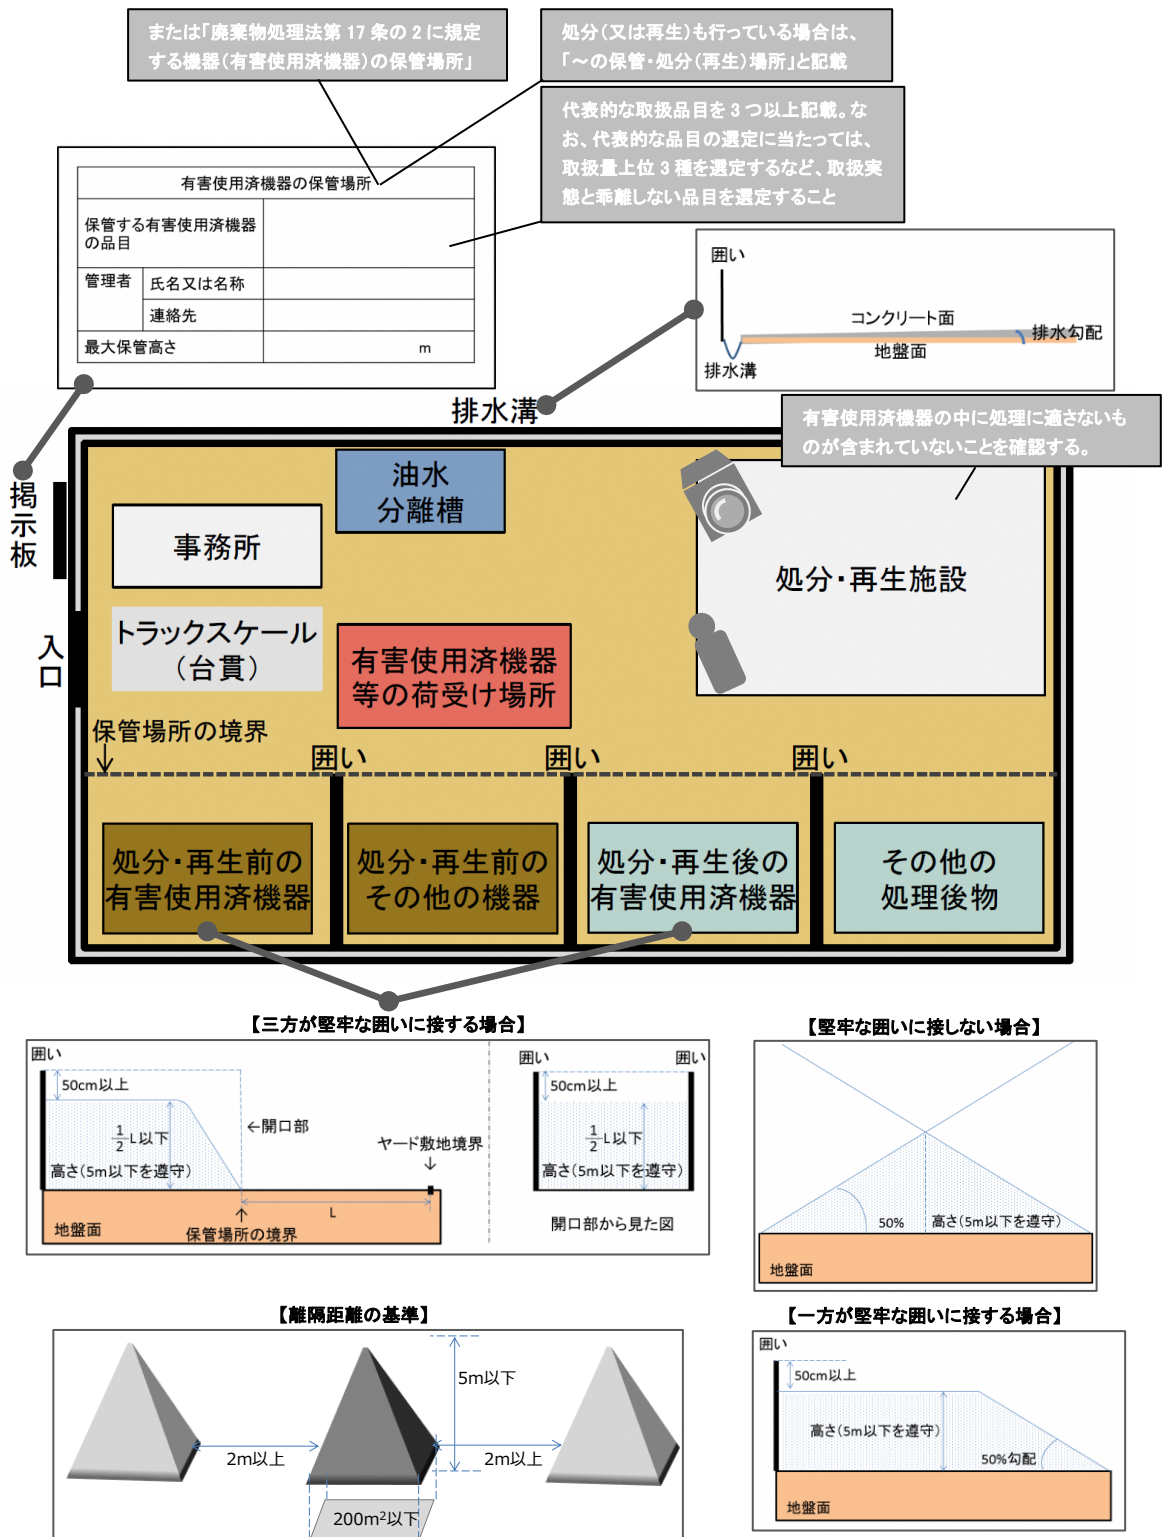 または「廃棄物処理法第 17 条の 2 に規定
する機器（有害使用済機器）の保管場所」
処分（又は再生）も行っている場合は、
「～の保管・処分（再生）場所」と記載
代表的な取扱品目を 3 つ以上記載。な
お、代表的な品目の選定に当たっては、
取扱量上位 3 種を選定するなど、取扱実
態と乖離しない品目を選定すること
有害使用済機器の保管場所
保管する有害使用済機器
の品目
管理者
氏名又は名称
連絡先
最大保管高さ
m
囲い
コンクリート面
排水勾配
地盤面
排水溝
排水溝
有害使用済機器の中に処理に適さないも
のが含まれていないことを確認する。
掲示板
入口
油水
分離槽
事務所
処分・再生施設
トラックスケール
（台貫）
有害使用済機器
等の荷受け場所
保管場所の境界
囲い
囲い
囲い
処分・再生前の
有害使用済機器
処分・再生前の
その他の機器
処分・再生後の
有害使用済機器
その他の
処理後物
【三方が堅牢な囲いに接する場合】
囲い
50cm以上
←開口部
1/2 L以下
高さ（5m以下を遵守）
ヤード敷地境界
L
地盤面
保管場所の境界
囲い
囲い
50cm以上
1/2 L以下
高さ（5m以下を遵守）
開口部から見た図
【堅牢な囲いに接しない場合】
50%
高さ（5m以下を遵守）
地盤面
【離隔距離の基準】
5m以下
2m以上
2m以上
200m²以下
【一方が堅牢な囲いに接する場合】
囲い
50cm以上
高さ（5m以下を遵守）
50%勾配
地盤面